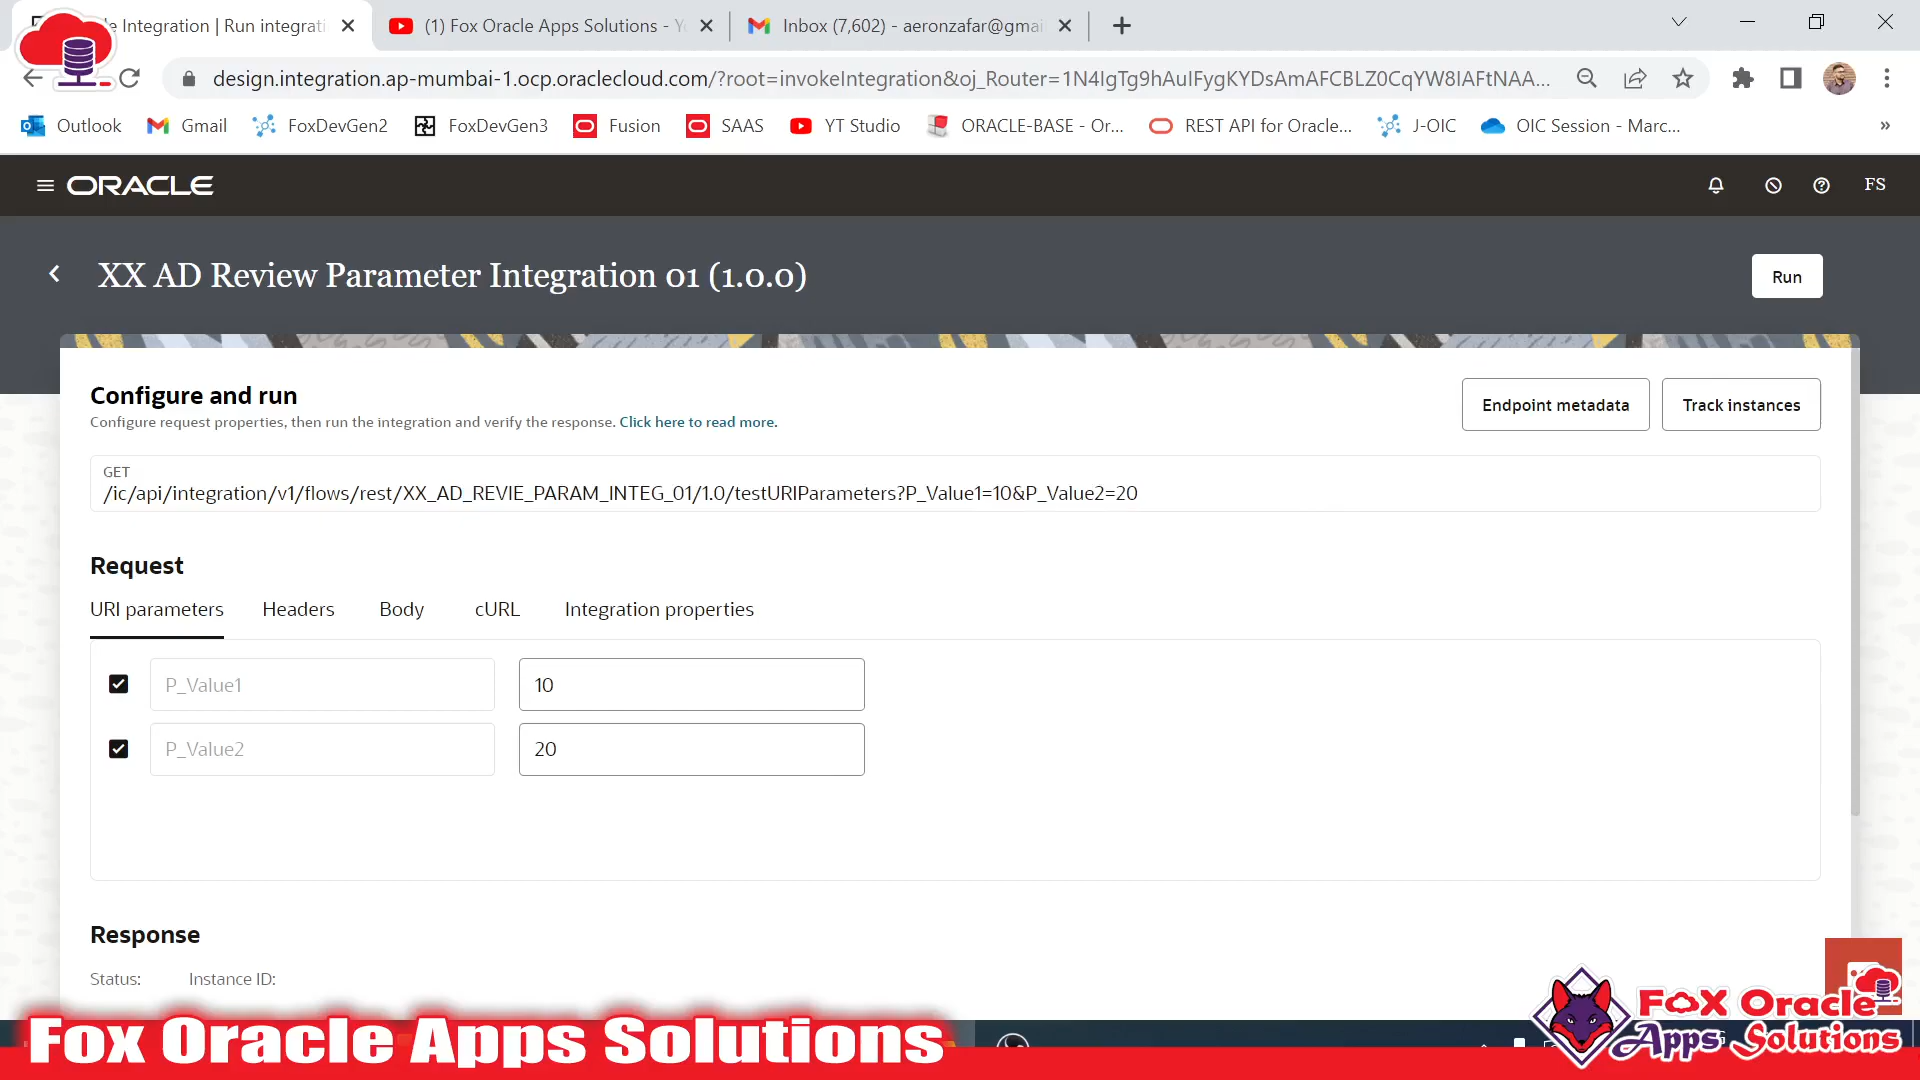 Integration | Run integrati
(1) Fox Oracle Apps Solutions - Y
Inbox (7,602) - aeronzafar@gmai
design.integration.ap-mumbai-1.ocp.oraclecloud.com/?root=invokeIntegration&oj_Router=1N4IgTg9hAuIFygKYDsAmAFCBLZ0CqYW8IAFtNAA...
Outlook Gmail FoxDevGen2 FoxDevGen3 Fusion SAAS YT Studio ORACLE-BASE - Or... REST API for Oracle... J-OIC OIC Session - Marc... »
ORACLE FS
XX AD Review Parameter Integration 01 (1.0.0)
Run
Configure and run
Configure request properties, then run the integration and verify the response. Click here to read more.
Endpoint metadata Track instances
GET
/ic/api/integration/v1/flows/rest/XX_AD_REVIE_PARAM_INTEG_01/1.0/testURIParameters?P_Value1=10&P_Value2=20
Request
URI parameters Headers Body cURL Integration properties
P_Value1 10
P_Value2 20
Response
Status: Instance ID:
Fox Oracle Apps Solutions
Fox Oracle
Apps Solutions